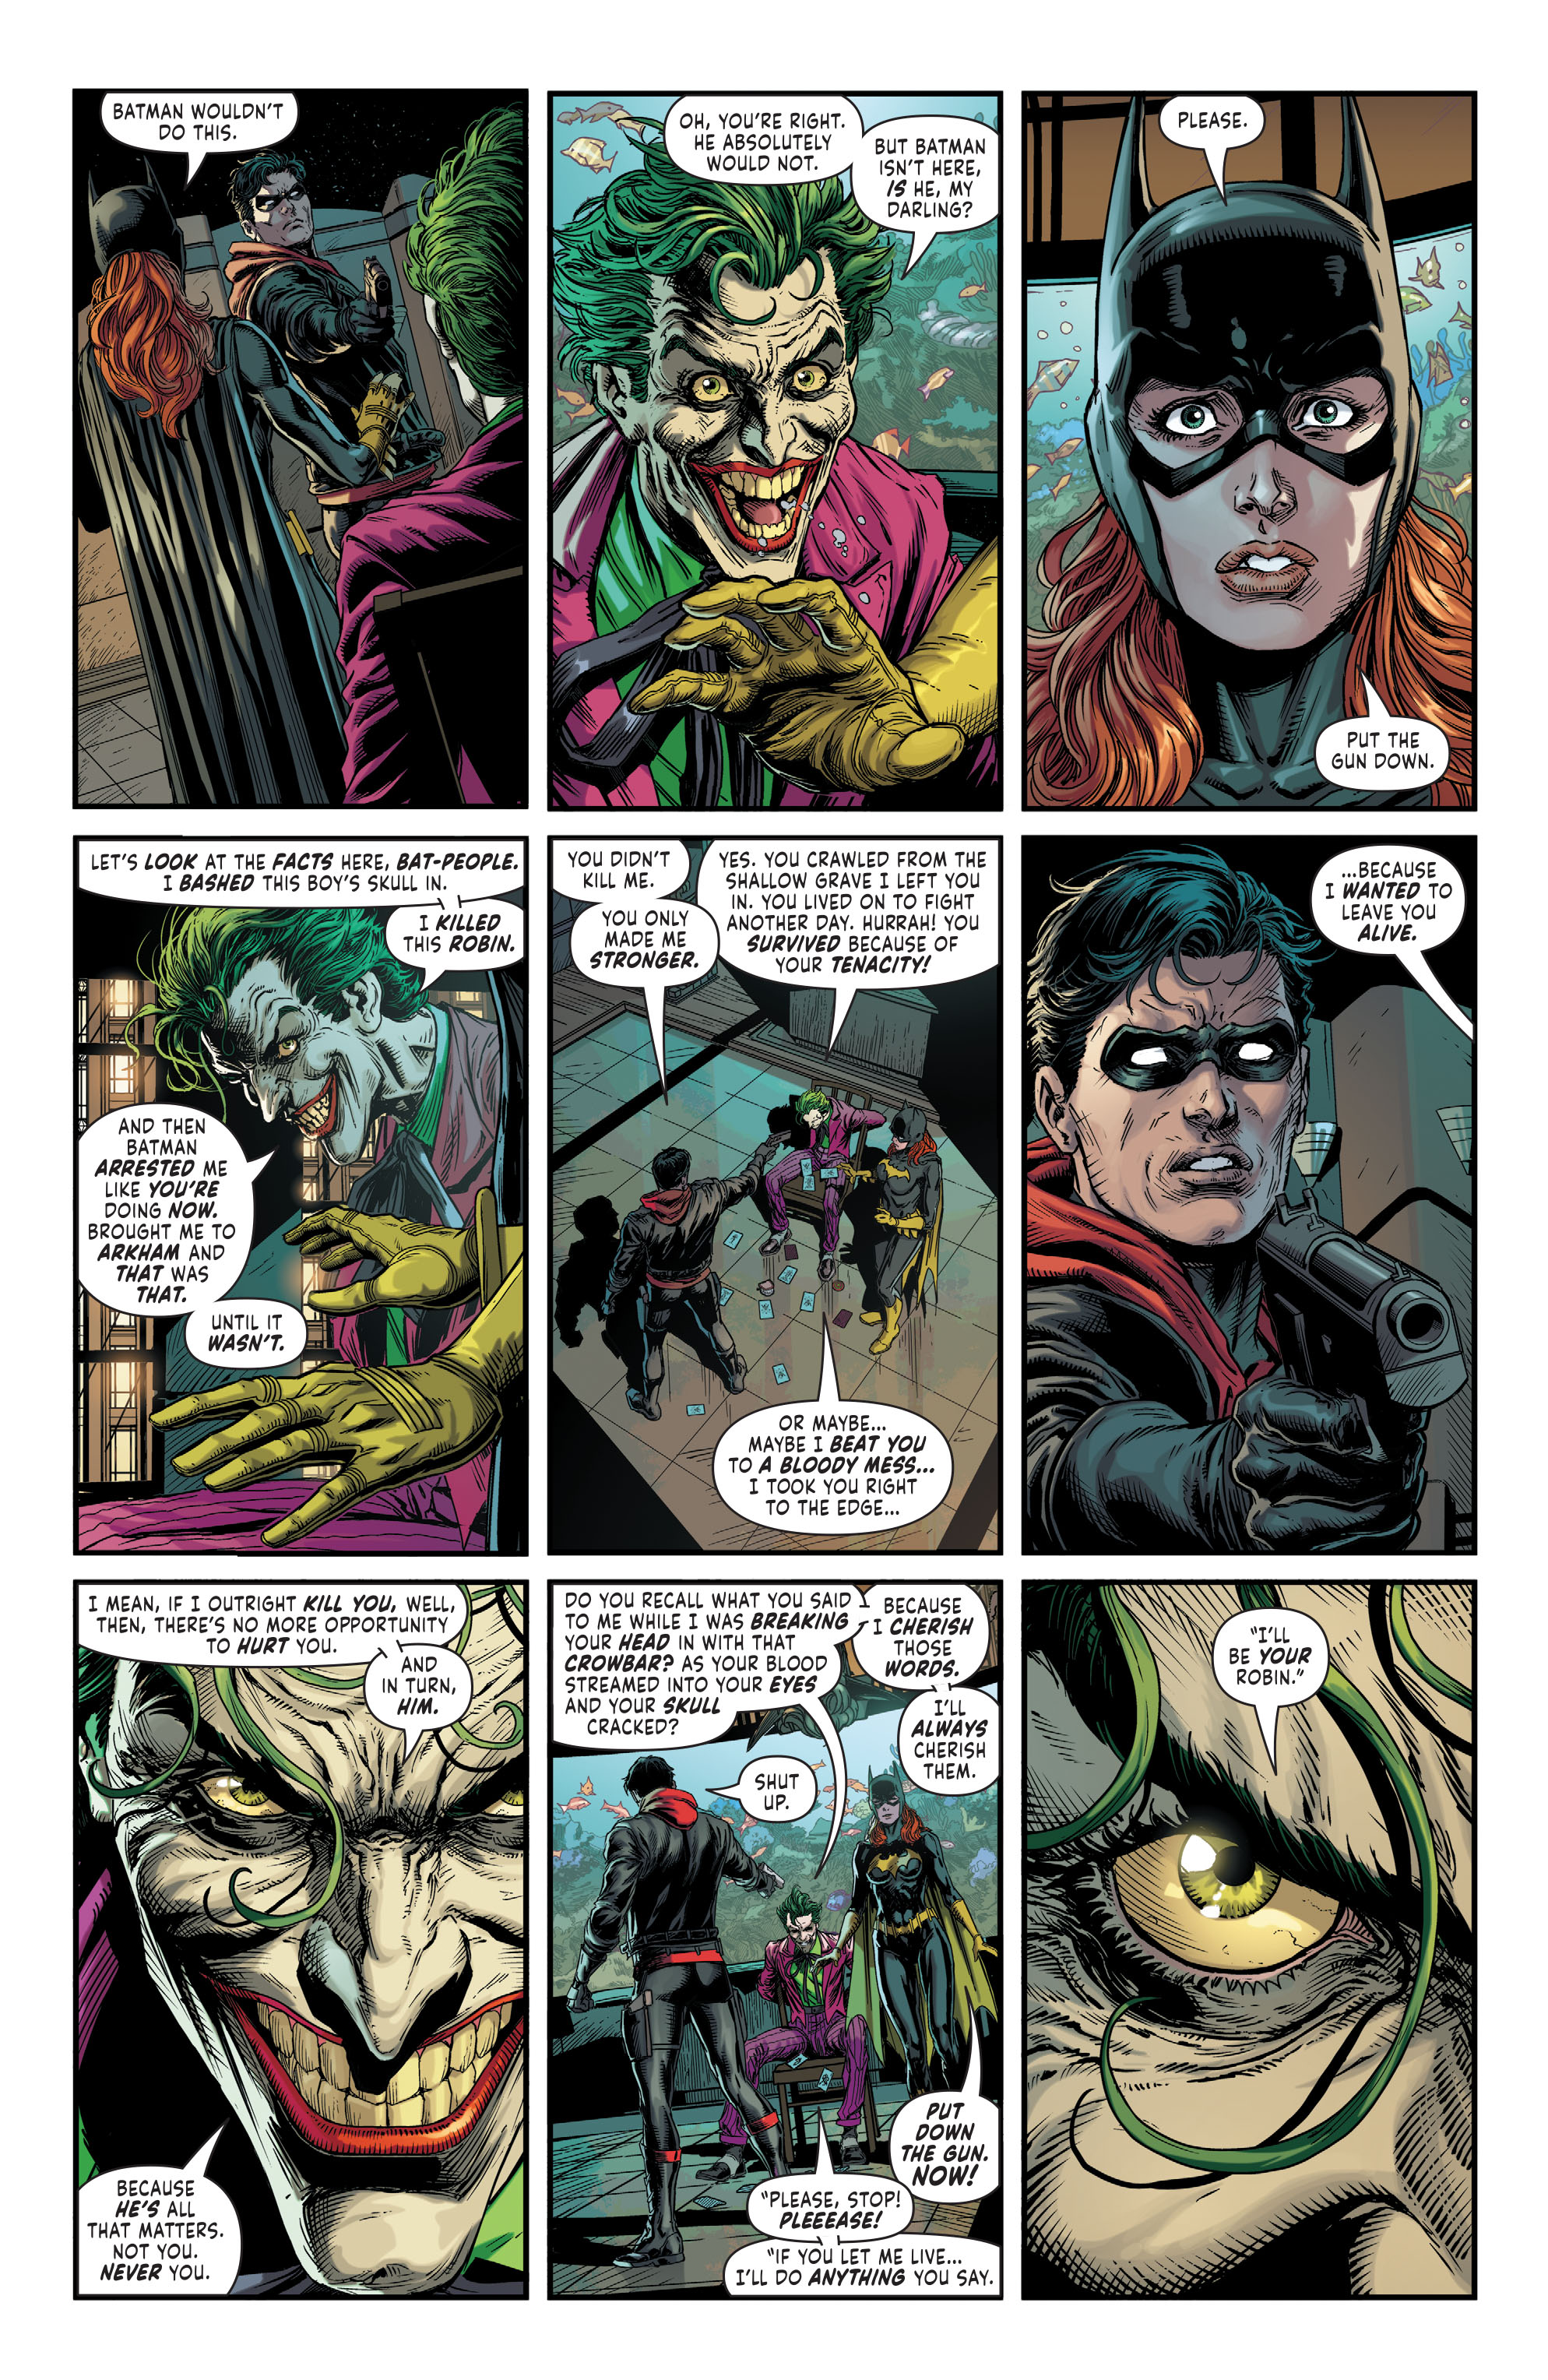 BATMAN WOULDN'T
DO THIS.
OH, YOU'RE RIGHT.
HE ABSOLUTELY
WOULD NOT.
BUT BATMAN
ISN'T HERE,
IS HE, MY
DARLING?
PLEASE.
PUT THE
GUN DOWN.
LET'S LOOK AT THE FACTS HERE, BAT-PEOPLE.
I BASHED THIS BOY'S SKULL IN.
I KILLED
THIS ROBIN.
AND THEN
BATMAN
ARRESTED ME
LIKE YOU'RE
DOING NOW.
BROUGHT ME TO
ARKHAM AND
THAT WAS
THAT.
UNTIL IT
WASN'T.
YOU DIDN'T
KILL ME.
YOU ONLY
MADE ME
STRONGER.
YES. YOU CRAWLED FROM THE
SHALLOW GRAVE I LEFT YOU
IN. YOU LIVED ON TO FIGHT
ANOTHER DAY. HURRAH! YOU
SURVIVED BECAUSE OF
YOUR TENACITY!
OR MAYBE...
MAYBE I BEAT YOU
TO A BLOODY MESS...
I TOOK YOU RIGHT
TO THE EDGE...
...BECAUSE
I WANTED TO
LEAVE YOU
ALIVE.
I MEAN, IF I OUTRIGHT KILL YOU, WELL,
THEN, THERE'S NO MORE OPPORTUNITY
TO HURT YOU.
AND
IN TURN,
HIM.
BECAUSE
HE'S ALL
THAT MATTERS.
NOT YOU.
NEVER YOU.
DO YOU RECALL WHAT YOU SAID
TO ME WHILE I WAS BREAKING
YOUR HEAD IN WITH THAT
CROWBAR? AS YOUR BLOOD
STREAMED INTO YOUR EYES
AND YOUR SKULL
CRACKED?
BECAUSE
I CHERISH
THOSE
WORDS.
I'LL
ALWAYS
CHERISH
THEM.
SHUT
UP.
PUT
DOWN
THE GUN.
NOW!
"PLEASE, STOP!
PLEEEASE!
"IF YOU LET ME LIVE...
I'LL DO ANYTHING YOU SAY.
"I'LL
BE YOUR
ROBIN."